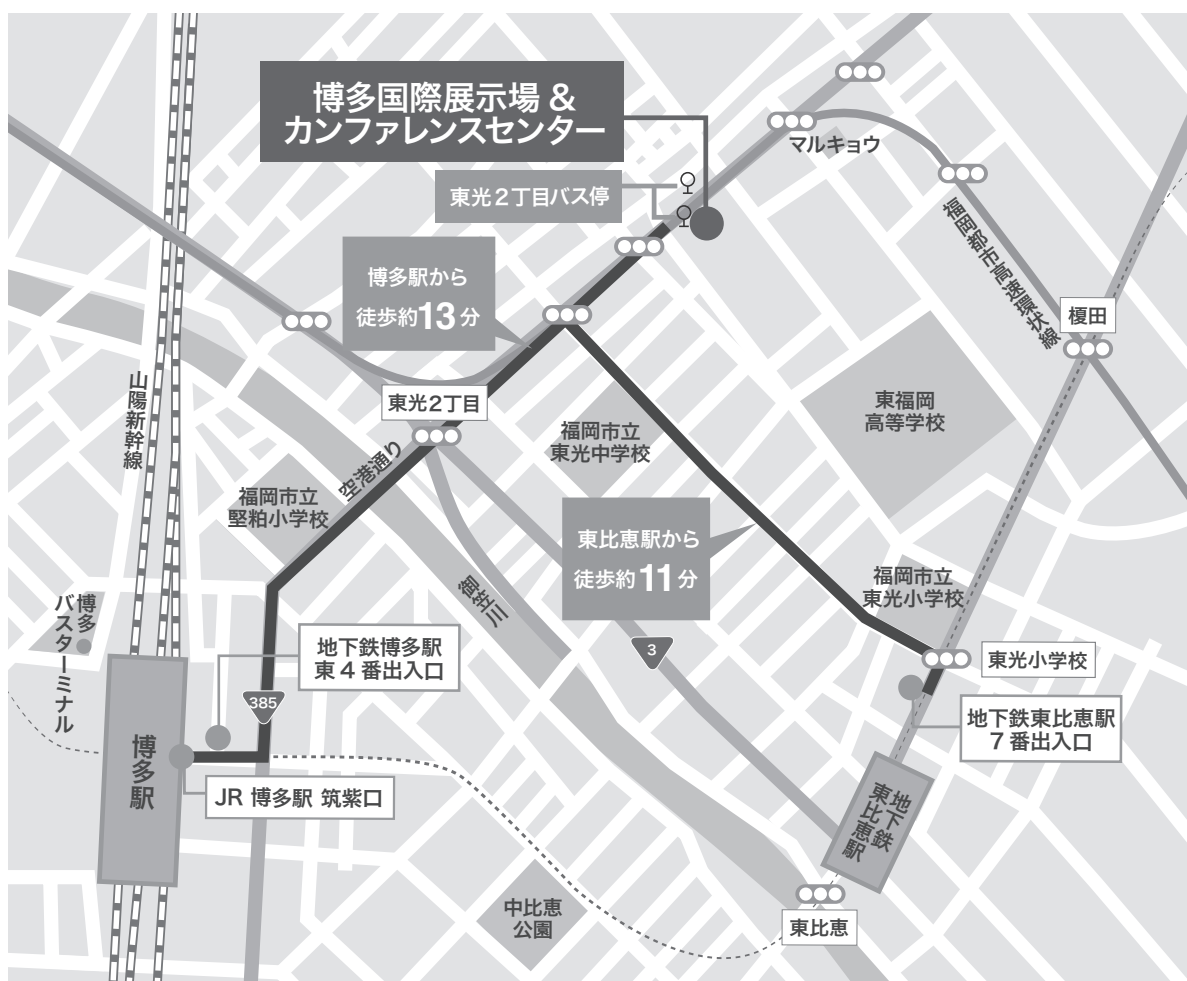 博多国際展示場 &
カンファレンスセンター
東光2丁目バス停
マルキョウ
福岡都市高速環状線
博多駅から
徒歩約13分
榎田
山陽新幹線
東光2丁目
東福岡
高等学校
福岡市立
東光中学校
空港通り
福岡市立
堅粕小学校
東比恵駅から
徒歩約11分
御笠川
福岡市立
東光小学校
博多
バスターミナル
地下鉄博多駅
東4番出入口
3
東光小学校
385
地下鉄東比恵駅
7番出入口
博多駅
JR 博多駅 筑紫口
地下鉄
東比恵駅
中比恵
公園
東比恵